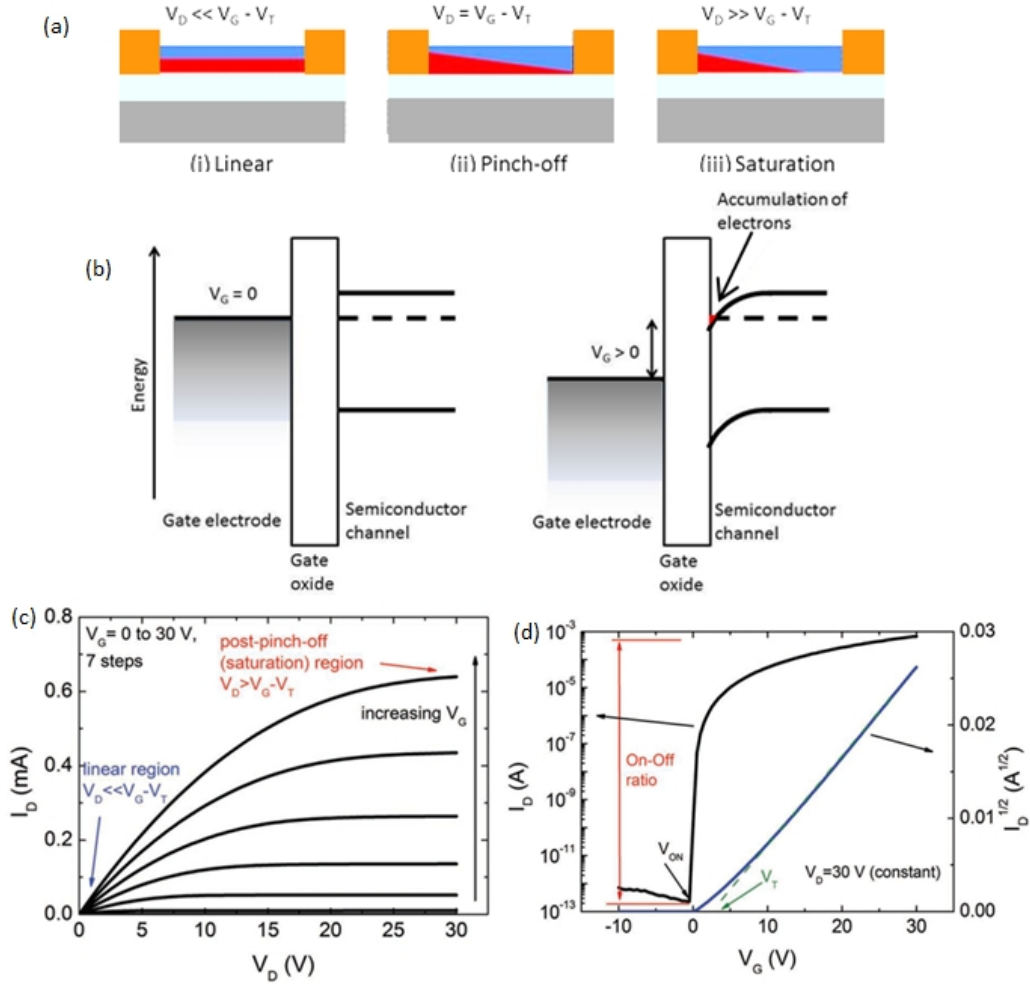 (a)
V_D << V_G - V_T
V_D = V_G - V_T
V_D >> V_G - V_T
(i) Linear
(ii) Pinch-off
(iii) Saturation
(b)
Energy
V_G = 0
Gate electrode
Gate
oxide
Semiconductor
channel
Accumulation of
electrons
V_G > 0
Gate electrode
Gate
oxide
Semiconductor
channel
(c)
V_G= 0 to 30 V,
7 steps
post-pinch-off
(saturation) region
V_D>V_G-V_T
increasing V_G
linear region
V_D<<V_G-V_T
I_D (mA)
0.8
0.6
0.4
0.2
0.0
0 5 10 15 20 25 30
V_D (V)
(d)
I_D (A)
10^-3
10^-5
10^-7
10^-9
10^-11
10^-13
On-Off
ratio
V_ON
V_T
V_D=30 V (constant)
-10 0 10 20 30
V_G (V)
0.03
0.02
0.01
0.00
I_D^1/2 (A^1/2)